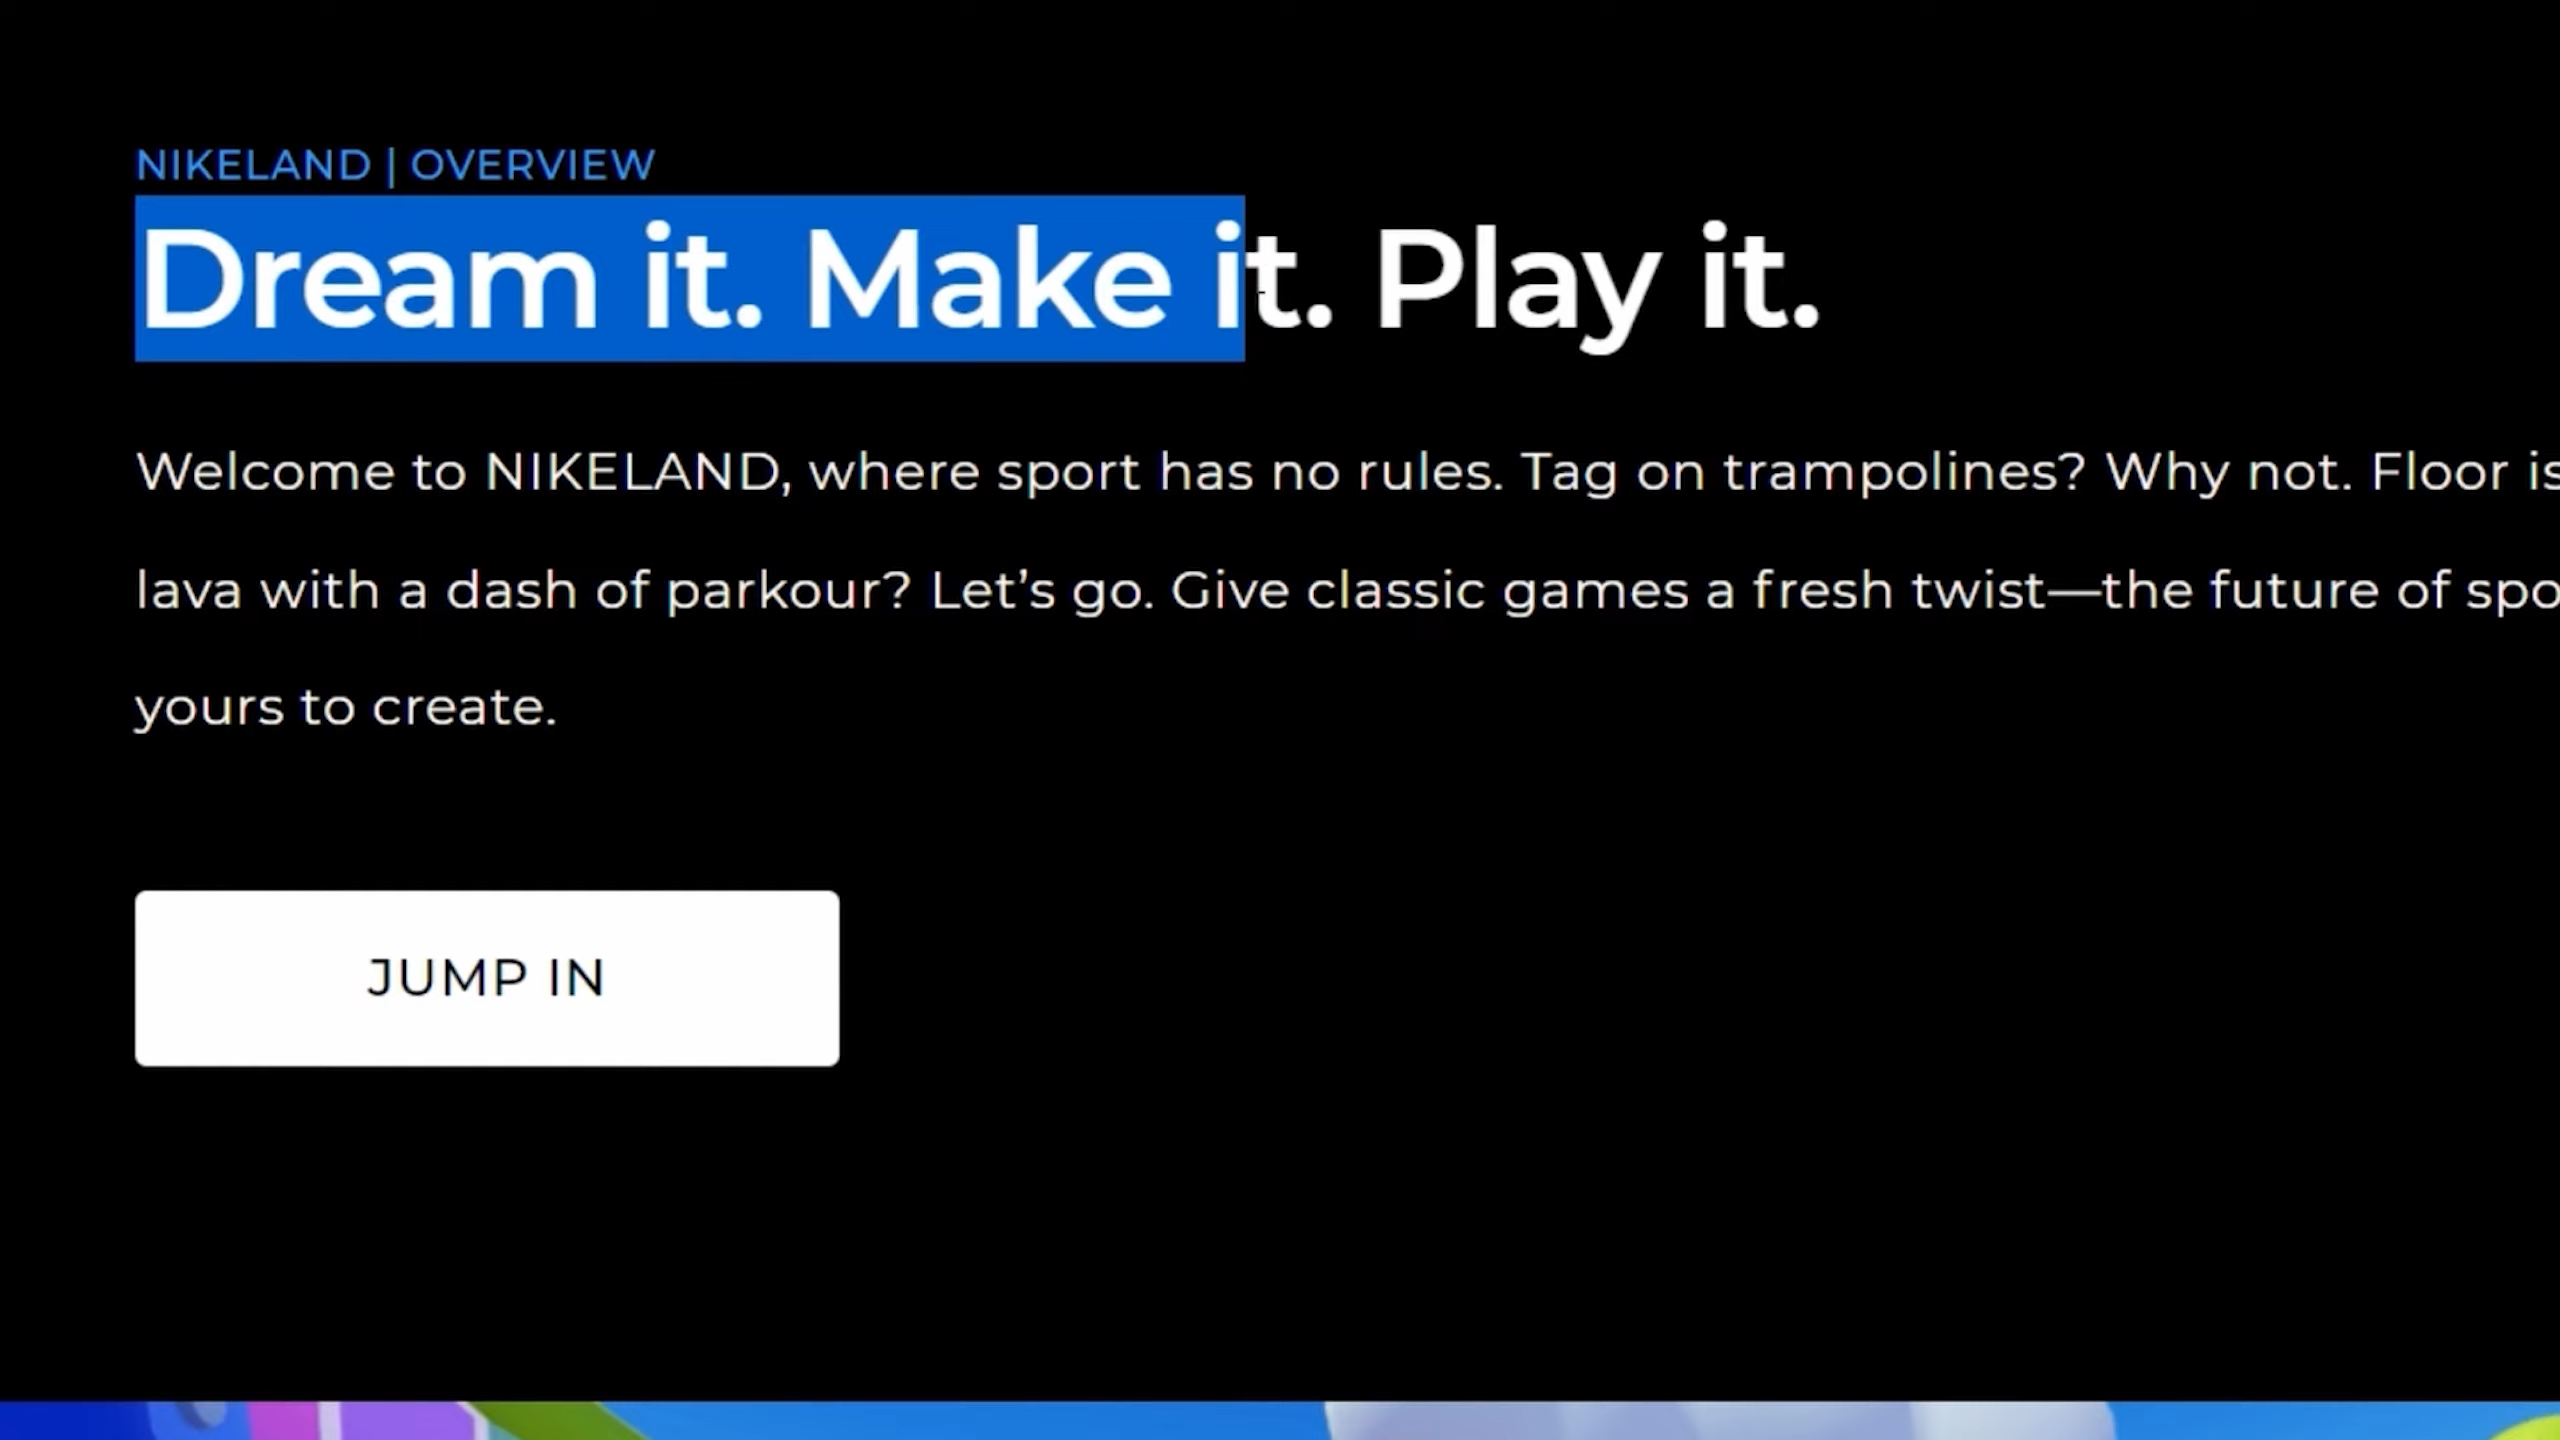 NIKELAND | OVERVIEW
Dream it. Make it. Play it.
Welcome to NIKELAND, where sport has no rules. Tag on trampolines? Why not. Floor is
lava with a dash of parkour? Let’s go. Give classic games a fresh twist—the future of
yours to create.
JUMP IN